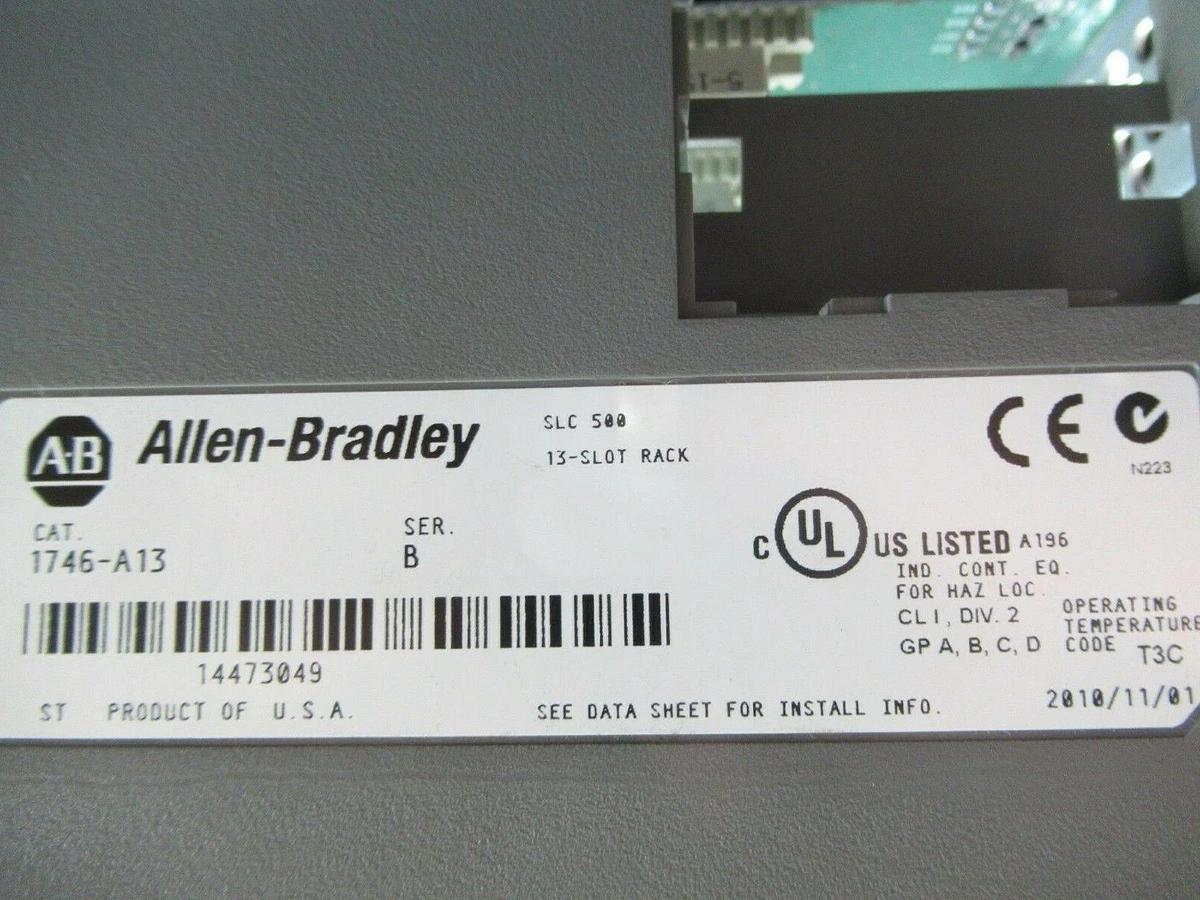 5-1
A-B Allen-Bradley
SLC 500
13-SLOT RACK
CE
N223
CAT.
1746-A13
SER.
B
C UL US LISTED A196
IND. CONT. EQ.
FOR HAZ LOC.
CL I, DIV. 2
GP A, B, C, D
OPERATING
TEMPERATURE
CODE T3C
14473049
ST PRODUCT OF U.S.A.
SEE DATA SHEET FOR INSTALL INFO.
2010/11/01